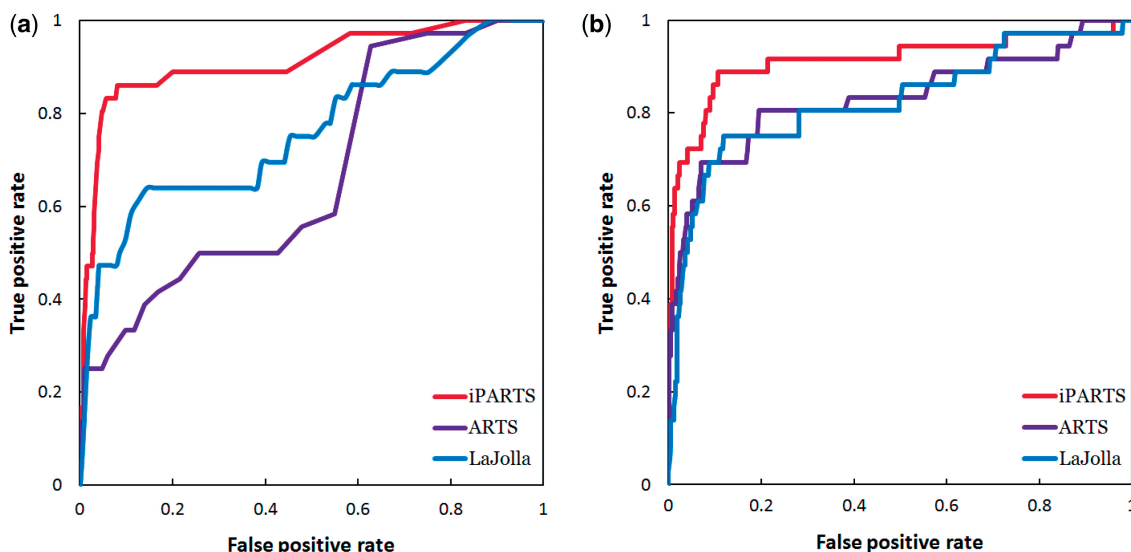 (a)
1
0.8
0.6
0.4
0.2
0
True positive rate
0 0.2 0.4 0.6 0.8 1
False positive rate
iPARTS
ARTS
LaJolla
(b)
1
0.8
0.6
0.4
0.2
0
True positive rate
0 0.2 0.4 0.6 0.8 1
False positive rate
iPARTS
ARTS
LaJolla